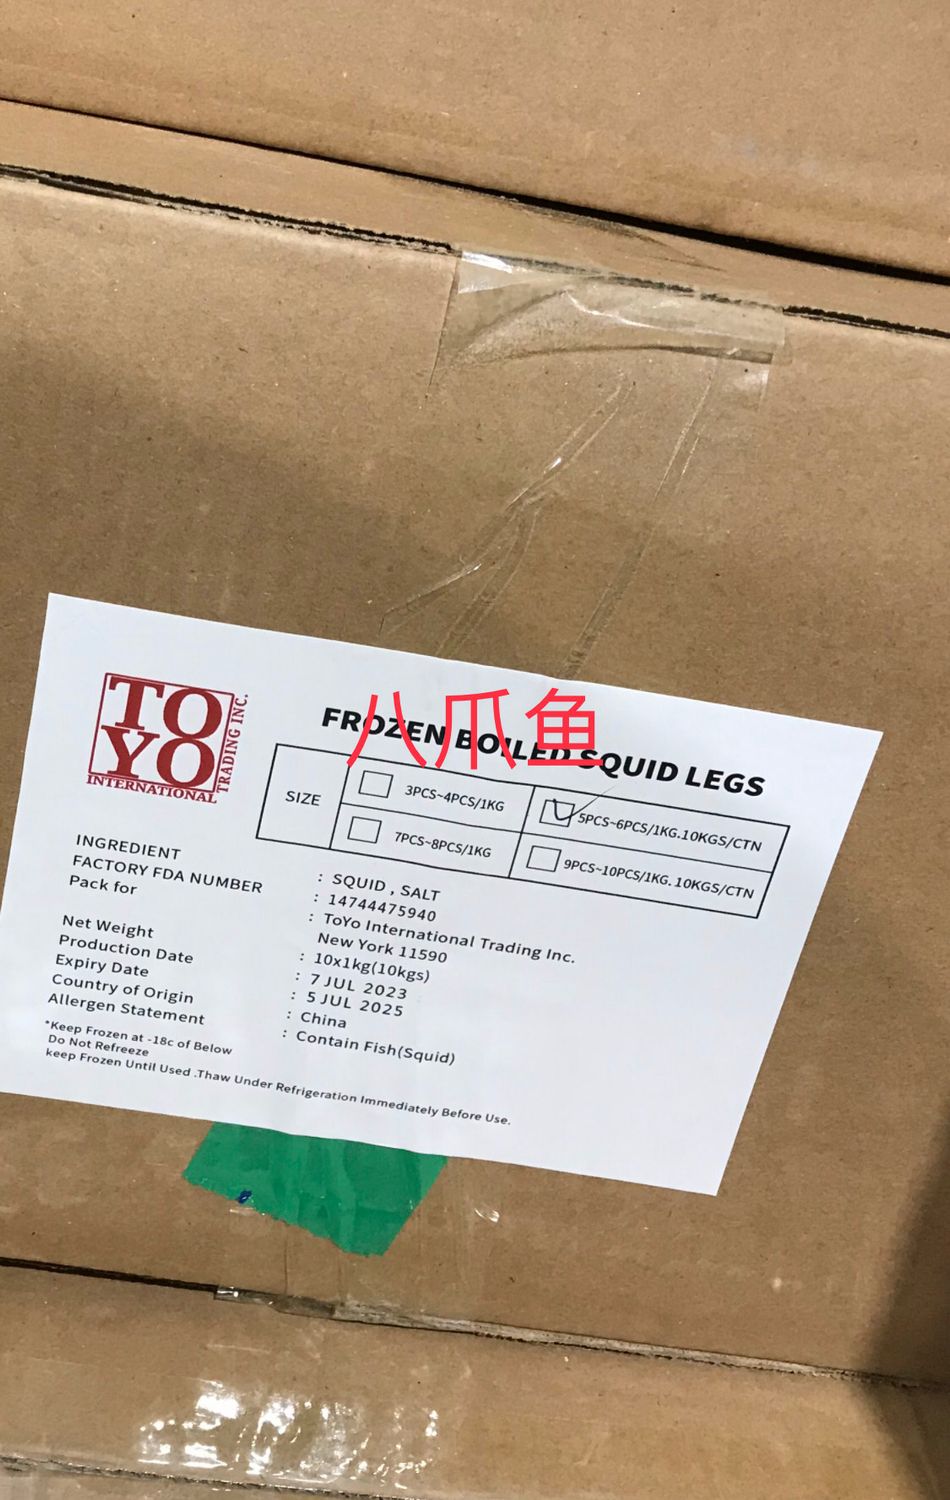 TO
YO
INTERNATIONAL
TRADING INC.
八爪鱼
FROZEN BOILED SQUID LEGS
SIZE
3PCS~4PCS/1KG
5PCS~6PCS/1KG.10KGS/CTN
7PCS~8PCS/1KG
9PCS~10PCS/1KG.10KGS/CTN
INGREDIENT : SQUID , SALT
FACTORY FDA NUMBER : 14744475940
Pack for : ToYo International Trading Inc.
New York 11590
Net Weight : 10x1kg(10kgs)
Production Date : 7 JUL 2023
Expiry Date : 5 JUL 2025
Country of Origin : China
Allergen Statement : Contain Fish(Squid)
*Keep Frozen at -18c of Below
Do Not Refreeze
keep Frozen Until Used .Thaw Under Refrigeration Immediately Before Use.